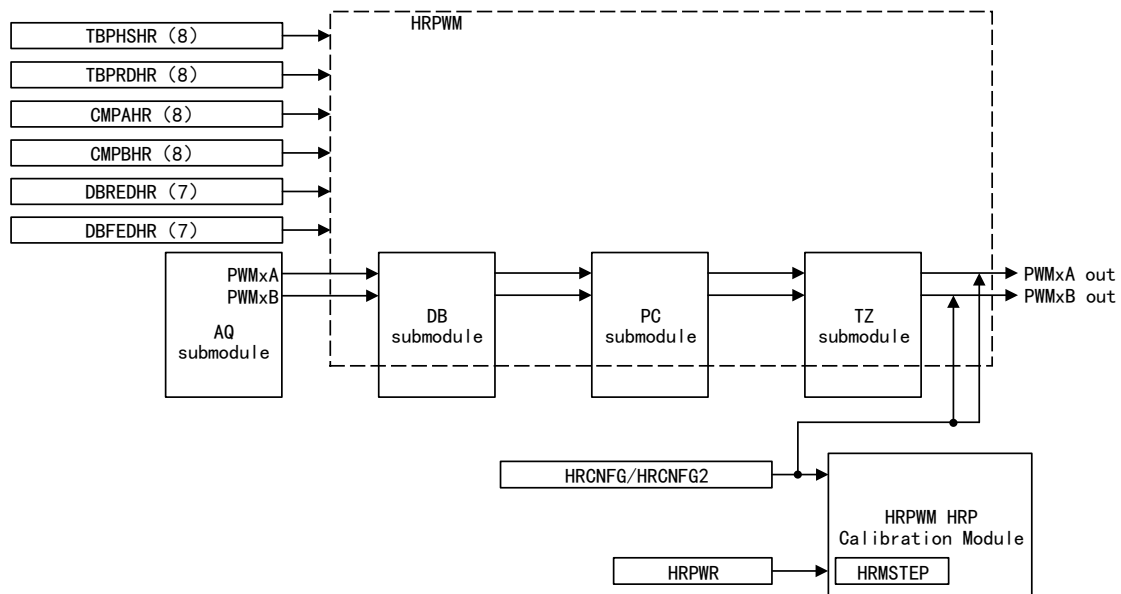 HRPWM
TBPHSHR (8)
TBPRDHR (8)
CMPAHR (8)
CMPBHR (8)
DBREDHR (7)
DBFEDHR (7)
PWMxA
PWMxB
AQ
submodule
DB
submodule
PC
submodule
TZ
submodule
PWMxA out
PWMxB out
HRCNFG/HRCNFG2
HRPWM HRP
Calibration Module
HRPWR
HRMSTEP